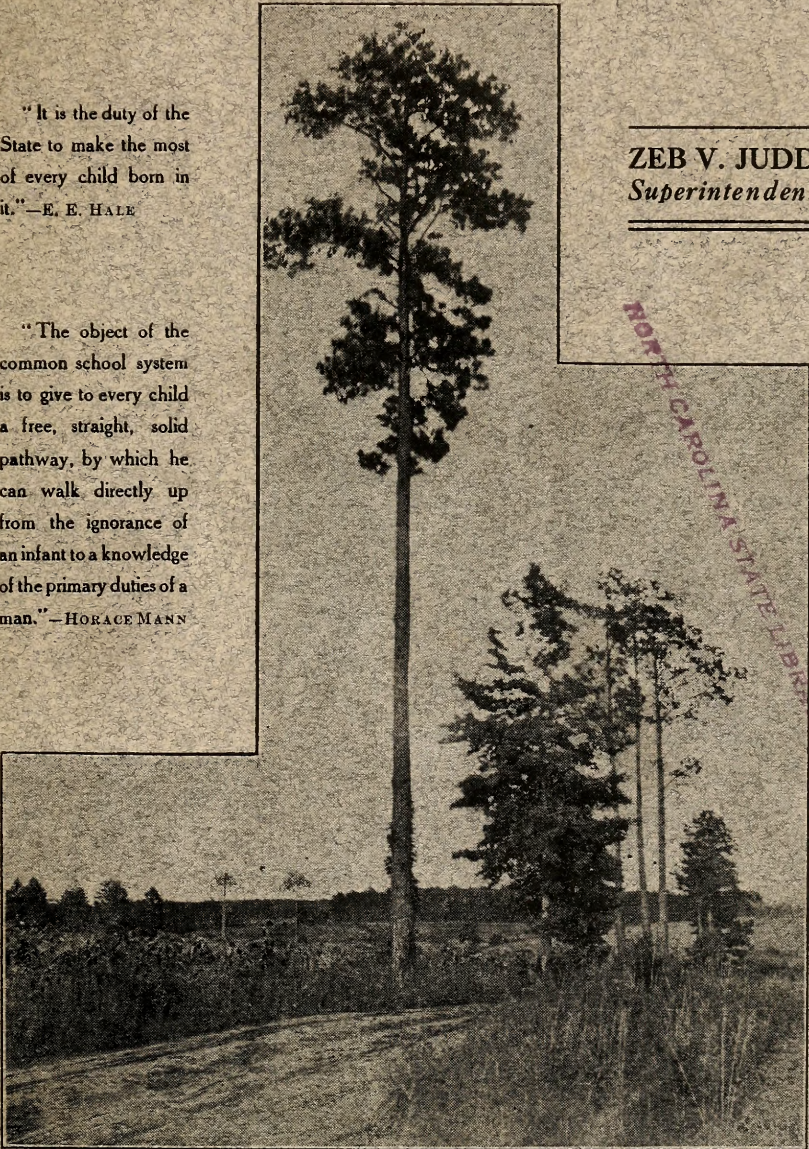 " It is the duty of the
State to make the most
of every child born in
it."—E. E. HALE
" The object of the
common school system
is to give to every child
a free, straight, solid
pathway, by which he
can walk directly up
from the ignorance of
an infant to a knowledge
of the primary duties of a
man."—HORACE MANN
ZEB V. JUDD
Superintenden
NORTH CAROLINA STATE LIBRA